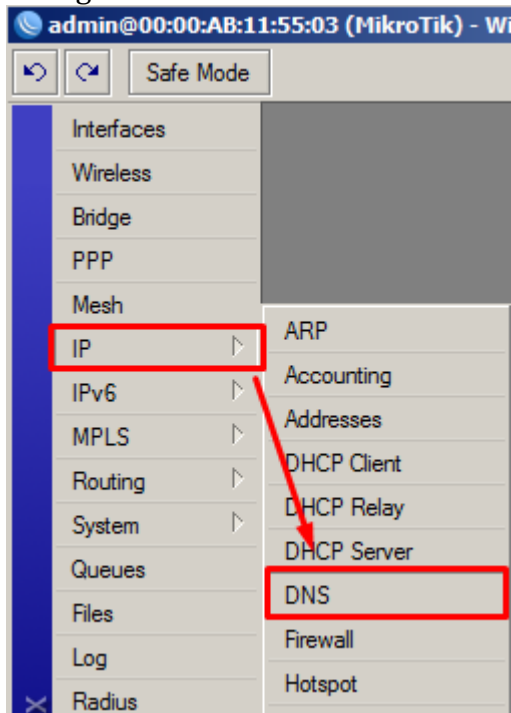 admin@00:00:AB:11:55:03 (MikroTik) - Wi
Safe Mode
Interfaces
Wireless
Bridge
PPP
Mesh
IP
IPv6
MPLS
Routing
System
Queues
Files
Log
Radius
ARP
Accounting
Addresses
DHCP Client
DHCP Relay
DHCP Server
DNS
Firewall
Hotspot